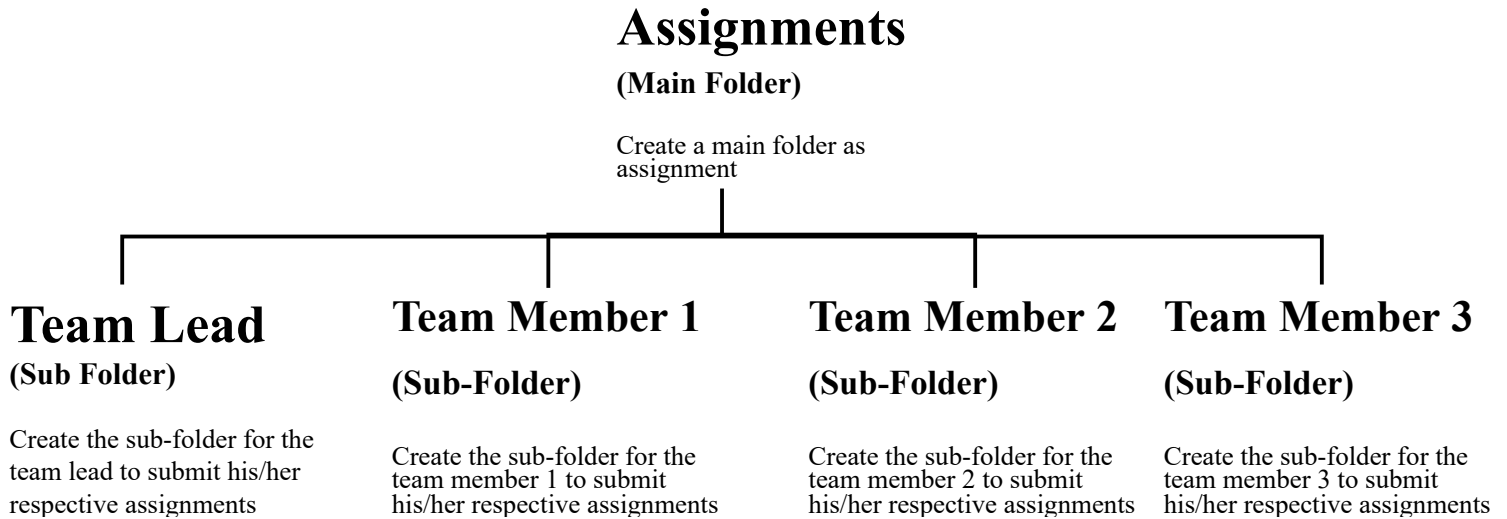 Assignments
(Main Folder)
Create a main folder as
assignment
Team Lead
(Sub Folder)
Create the sub-folder for the
team lead to submit his/her
respective assignments
Team Member 1
(Sub-Folder)
Create the sub-folder for the
team member 1 to submit
his/her respective assignments
Team Member 2
(Sub-Folder)
Create the sub-folder for the
team member 2 to submit
his/her respective assignments
Team Member 3
(Sub-Folder)
Create the sub-folder for the
team member 3 to submit
his/her respective assignments